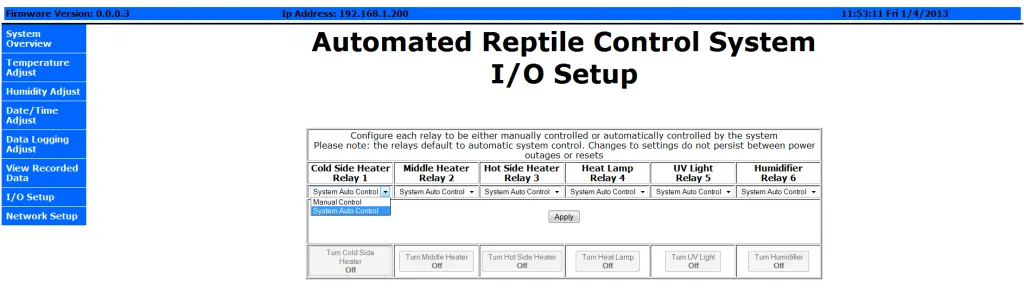 Firmware Version: 0.0.0.3 Ip Address: 192.168.1.200 11:53:11 Fri 1/4/2013
System
Overview
Temperature
Adjust
Humidity Adjust
Date/Time
Adjust
Data Logging
Adjust
View Recorded
Data
I/O Setup
Network Setup
Automated Reptile Control System
I/O Setup
Configure each relay to be either manually controlled or automatically controlled by the system
Please note: the relays default to automatic system control. Changes to settings do not persist between power
outages or resets
Cold Side Heater Middle Heater Hot Side Heater Heat Lamp UV Light Humidifier
Relay 1 Relay 2 Relay 3 Relay 4 Relay 5 Relay 6
System Auto Control System Auto Control System Auto Control System Auto Control System Auto Control System Auto Control
Manual Control
System Auto Control
Apply
Turn Cold Side
Heater
Off
Turn Middle Heater
Off
Turn Hot Side Heater
Off
Turn Heat Lamp
Off
Turn UV Light
Off
Turn Humidifier
Off